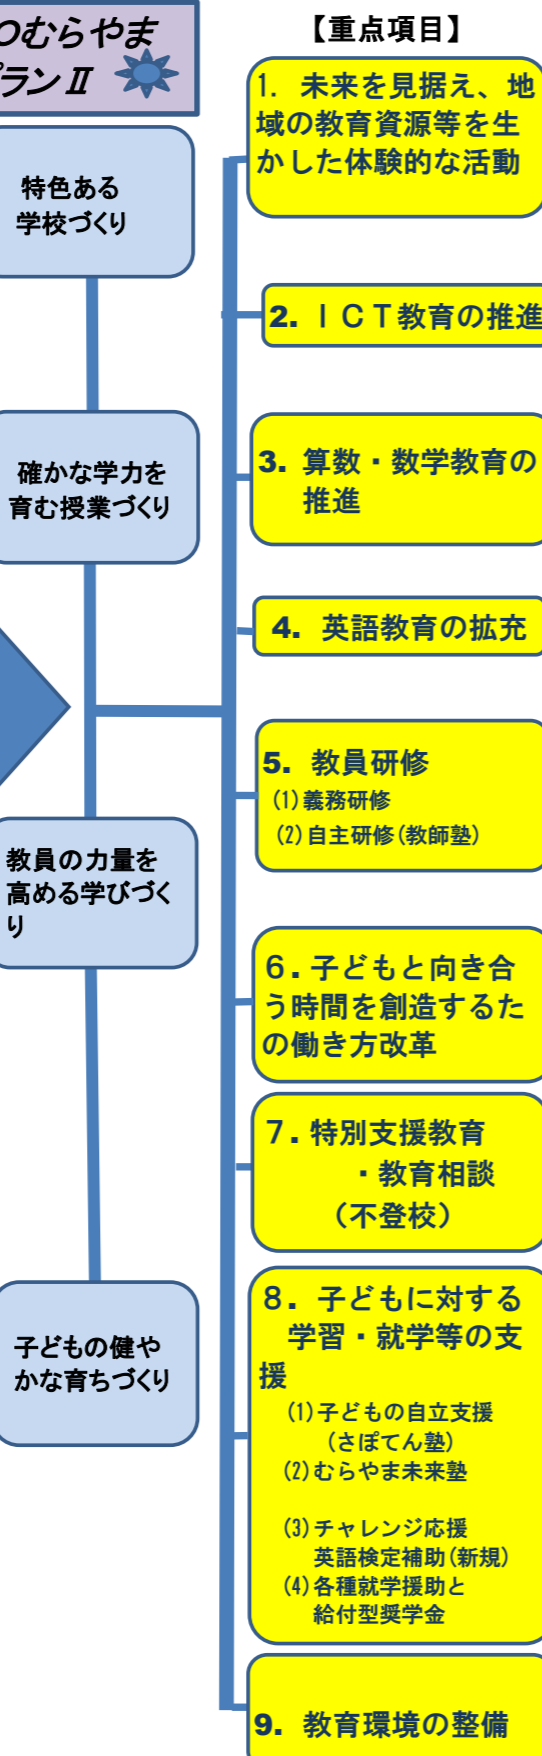 ○むらやま
プランⅡ
特色ある
学校づくり
確かな学力を
育む授業づくり
教員の力量を
高める学びづく
り
子どもの健や
かな育ちづくり
【重点項目】
1. 未来を見据え、地
域の教育資源等を生
かした体験的な活動
2. ＩＣＴ教育の推進
3. 算数・数学教育の
推進
4. 英語教育の拡充
5. 教員研修
(1)義務研修
(2)自主研修(教師塾)
６.子どもと向き合
う時間を創造するた
の働き方改革
７.特別支援教育
・教育相談
（不登校）
８. 子どもに対する
学習・就学等の支
援
(1)子どもの自立支援
(さぽてん塾)
(2)むらやま未来塾
(3)チャレンジ応援
英語検定補助(新規)
(4)各種就学援助と
給付型奨学金
9. 教育環境の整備